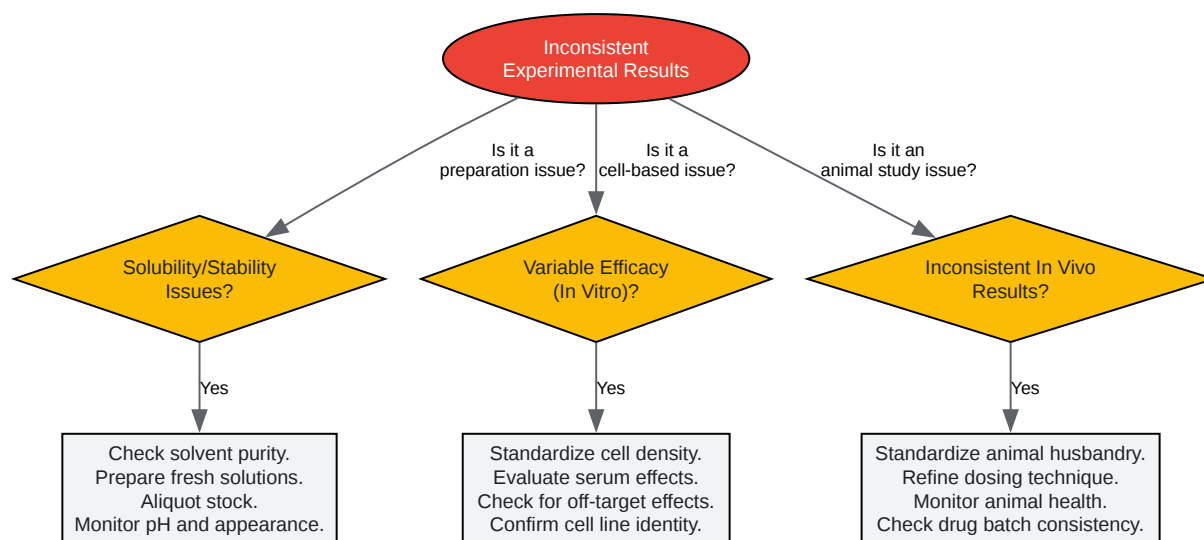 Inconsistent
Experimental Results
Is it a
preparation issue?
Is it a
cell-based issue?
Is it an
animal study issue?
Solubility/Stability
Issues?
Variable Efficacy
(In Vitro)?
Inconsistent In Vivo
Results?
Yes
Yes
Yes
Check solvent purity.
Prepare fresh solutions.
Aliquot stock.
Monitor pH and appearance.
Standardize cell density.
Evaluate serum effects.
Check for off-target effects.
Confirm cell line identity.
Standardize animal husbandry.
Refine dosing technique.
Monitor animal health.
Check drug batch consistency.